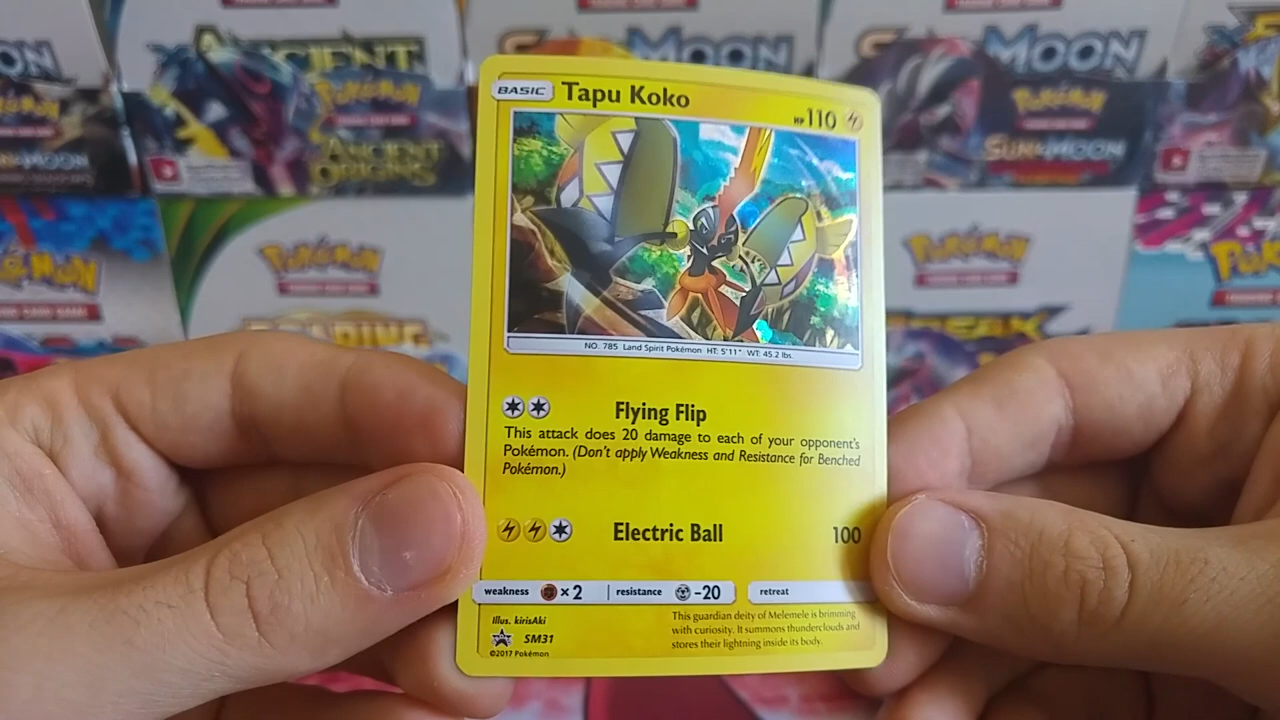 ANCIENT
MOON
MOON
POKéMON
POKéMON
SUN & MOON
ANCIENT
ORIGINS
POKéMON
POKéMON
BASIC Tapu Koko HP 110
NO. 785 Land Spirit Pokémon HT: 5'11" WT: 45.2 lbs.
Flying Flip
This attack does 20 damage to each of your opponent's
Pokémon. (Don't apply Weakness and Resistance for Benched
Pokémon.)
Electric Ball 100
weakness ×2 resistance -20 retreat
Illus. kirisAki
SM31
©2017 Pokémon
This guardian deity of Melemele is brimming
with curiosity. It summons thunderclouds and
stores their lightning inside its body.